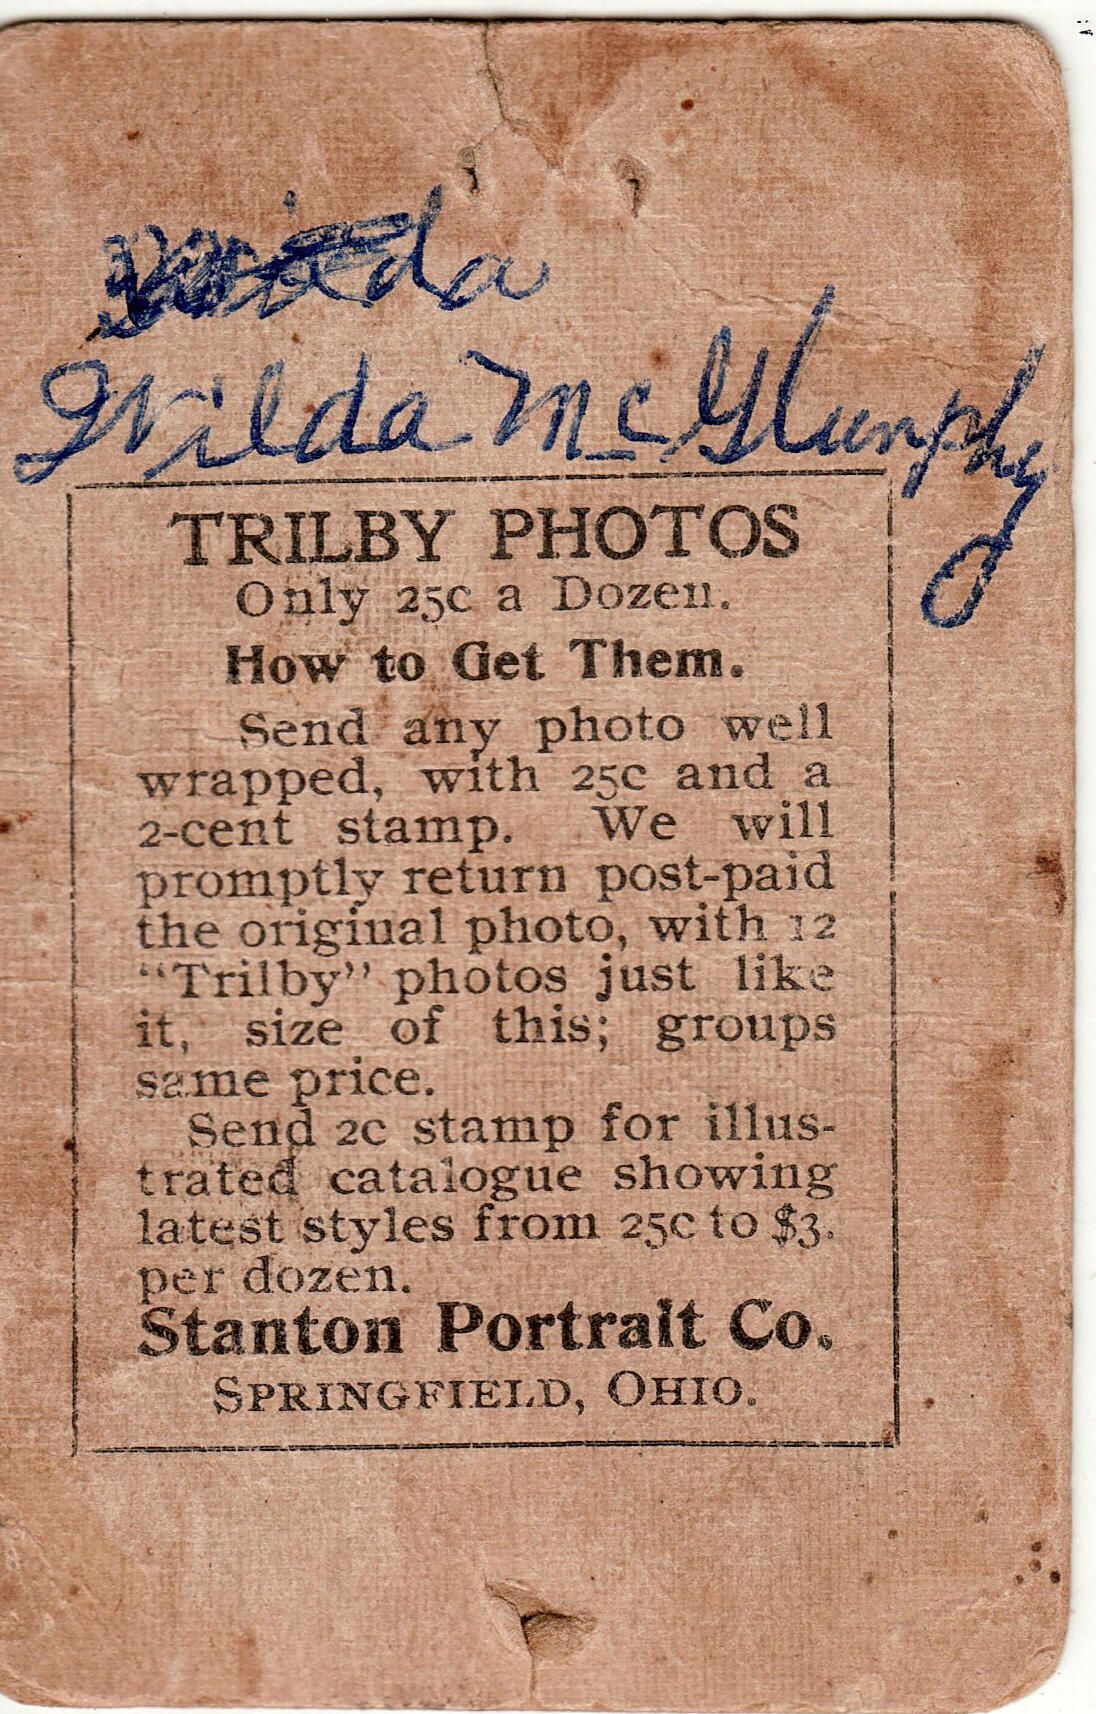 Wilda McGlumphy
TRILBY PHOTOS
Only 25c a Dozen.
How to Get Them.
Send any photo well
wrapped, with 25c and a
2-cent stamp. We will
promptly return post-paid
the original photo, with 12
“Trilby” photos just like
it, size of this; groups
same price.
Send 2c stamp for illus-
trated catalogue showing
latest styles from 25c to $3.
per dozen.
Stanton Portrait Co.
SPRINGFIELD, OHIO.